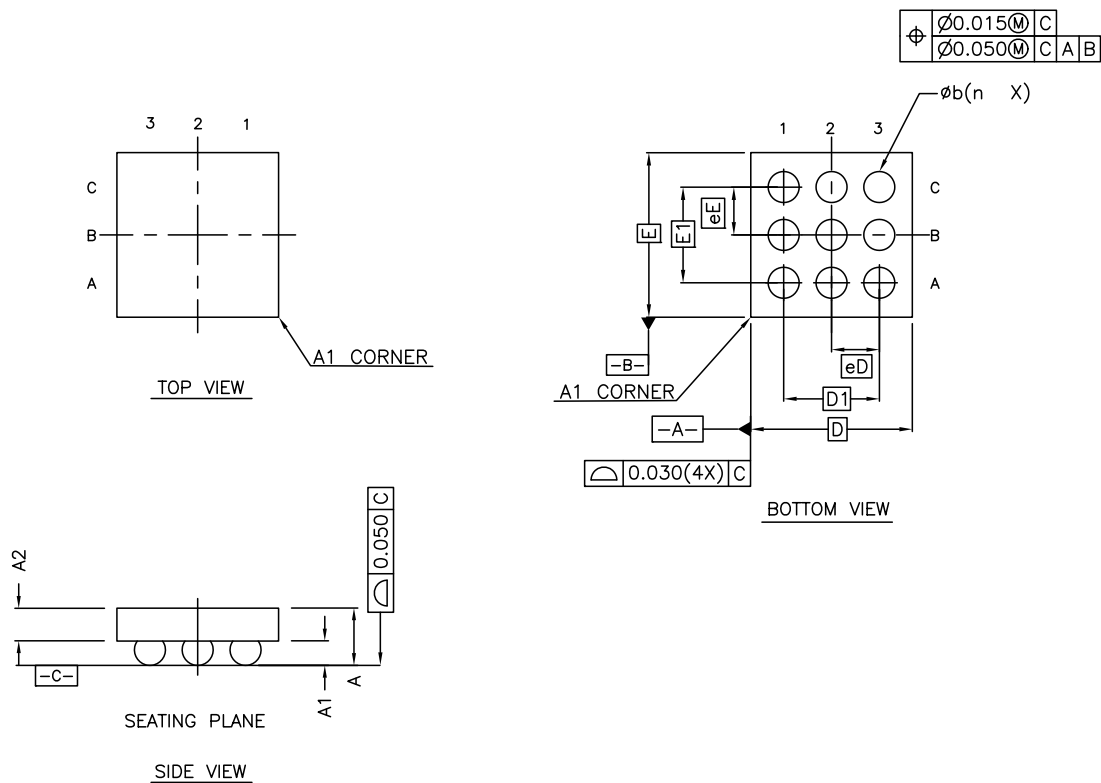 Ø0.015Ⓜ C
Ø0.050Ⓜ C A B
øb(n X)
3 2 1
C
B
A
A1 CORNER
TOP VIEW
1 2 3
C
B
A
E
E1
eE
eD
D1
D
-B-
A1 CORNER
-A-
0.030(4X) C
BOTTOM VIEW
A2
0.050 C
-C-
A1
A
SEATING PLANE
SIDE VIEW